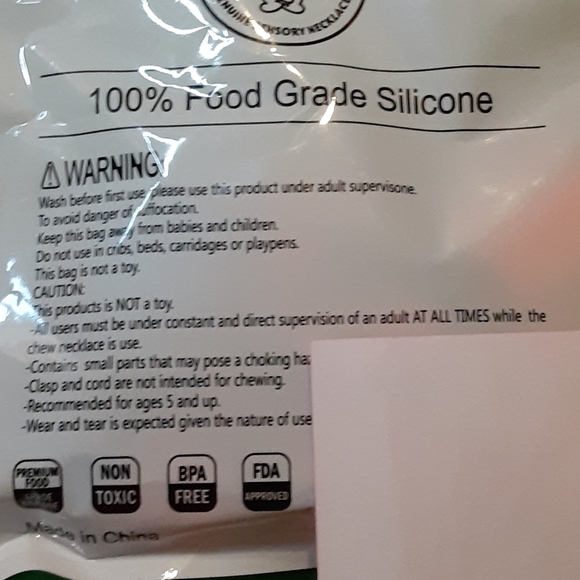 SENSORY NECKLACE
100% Food Grade Silicone
WARNING
Wash before first use, please use this product under adult supervisone.
To avoid danger of suffocation.
Keep this bag away from babies and children.
Do not use in cribs, beds, carridages or playpens.
This bag is not a toy.
CAUTION:
This products is NOT a toy.
-All users must be under constant and direct supervision of an adult AT ALL TIMES while the
chew necklace is use.
-Contains small parts that may pose a choking haz
-Clasp and cord are not intended for chewing.
-Recommended for ages 5 and up.
-Wear and tear is expected given the nature of use
PREMIUM
FOOD
GRADE
NON
TOXIC
BPA
FREE
FDA
APPROVED
Made in China